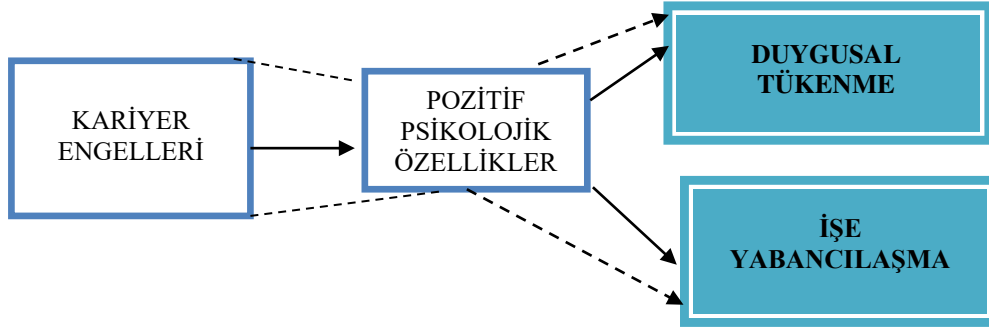 KARİYER
ENGELLERİ
POZİTİF
PSİKOLOJİK
ÖZELLİKLER
DUYGUSAL
TÜKENME
İŞE
YABANCILAŞMA